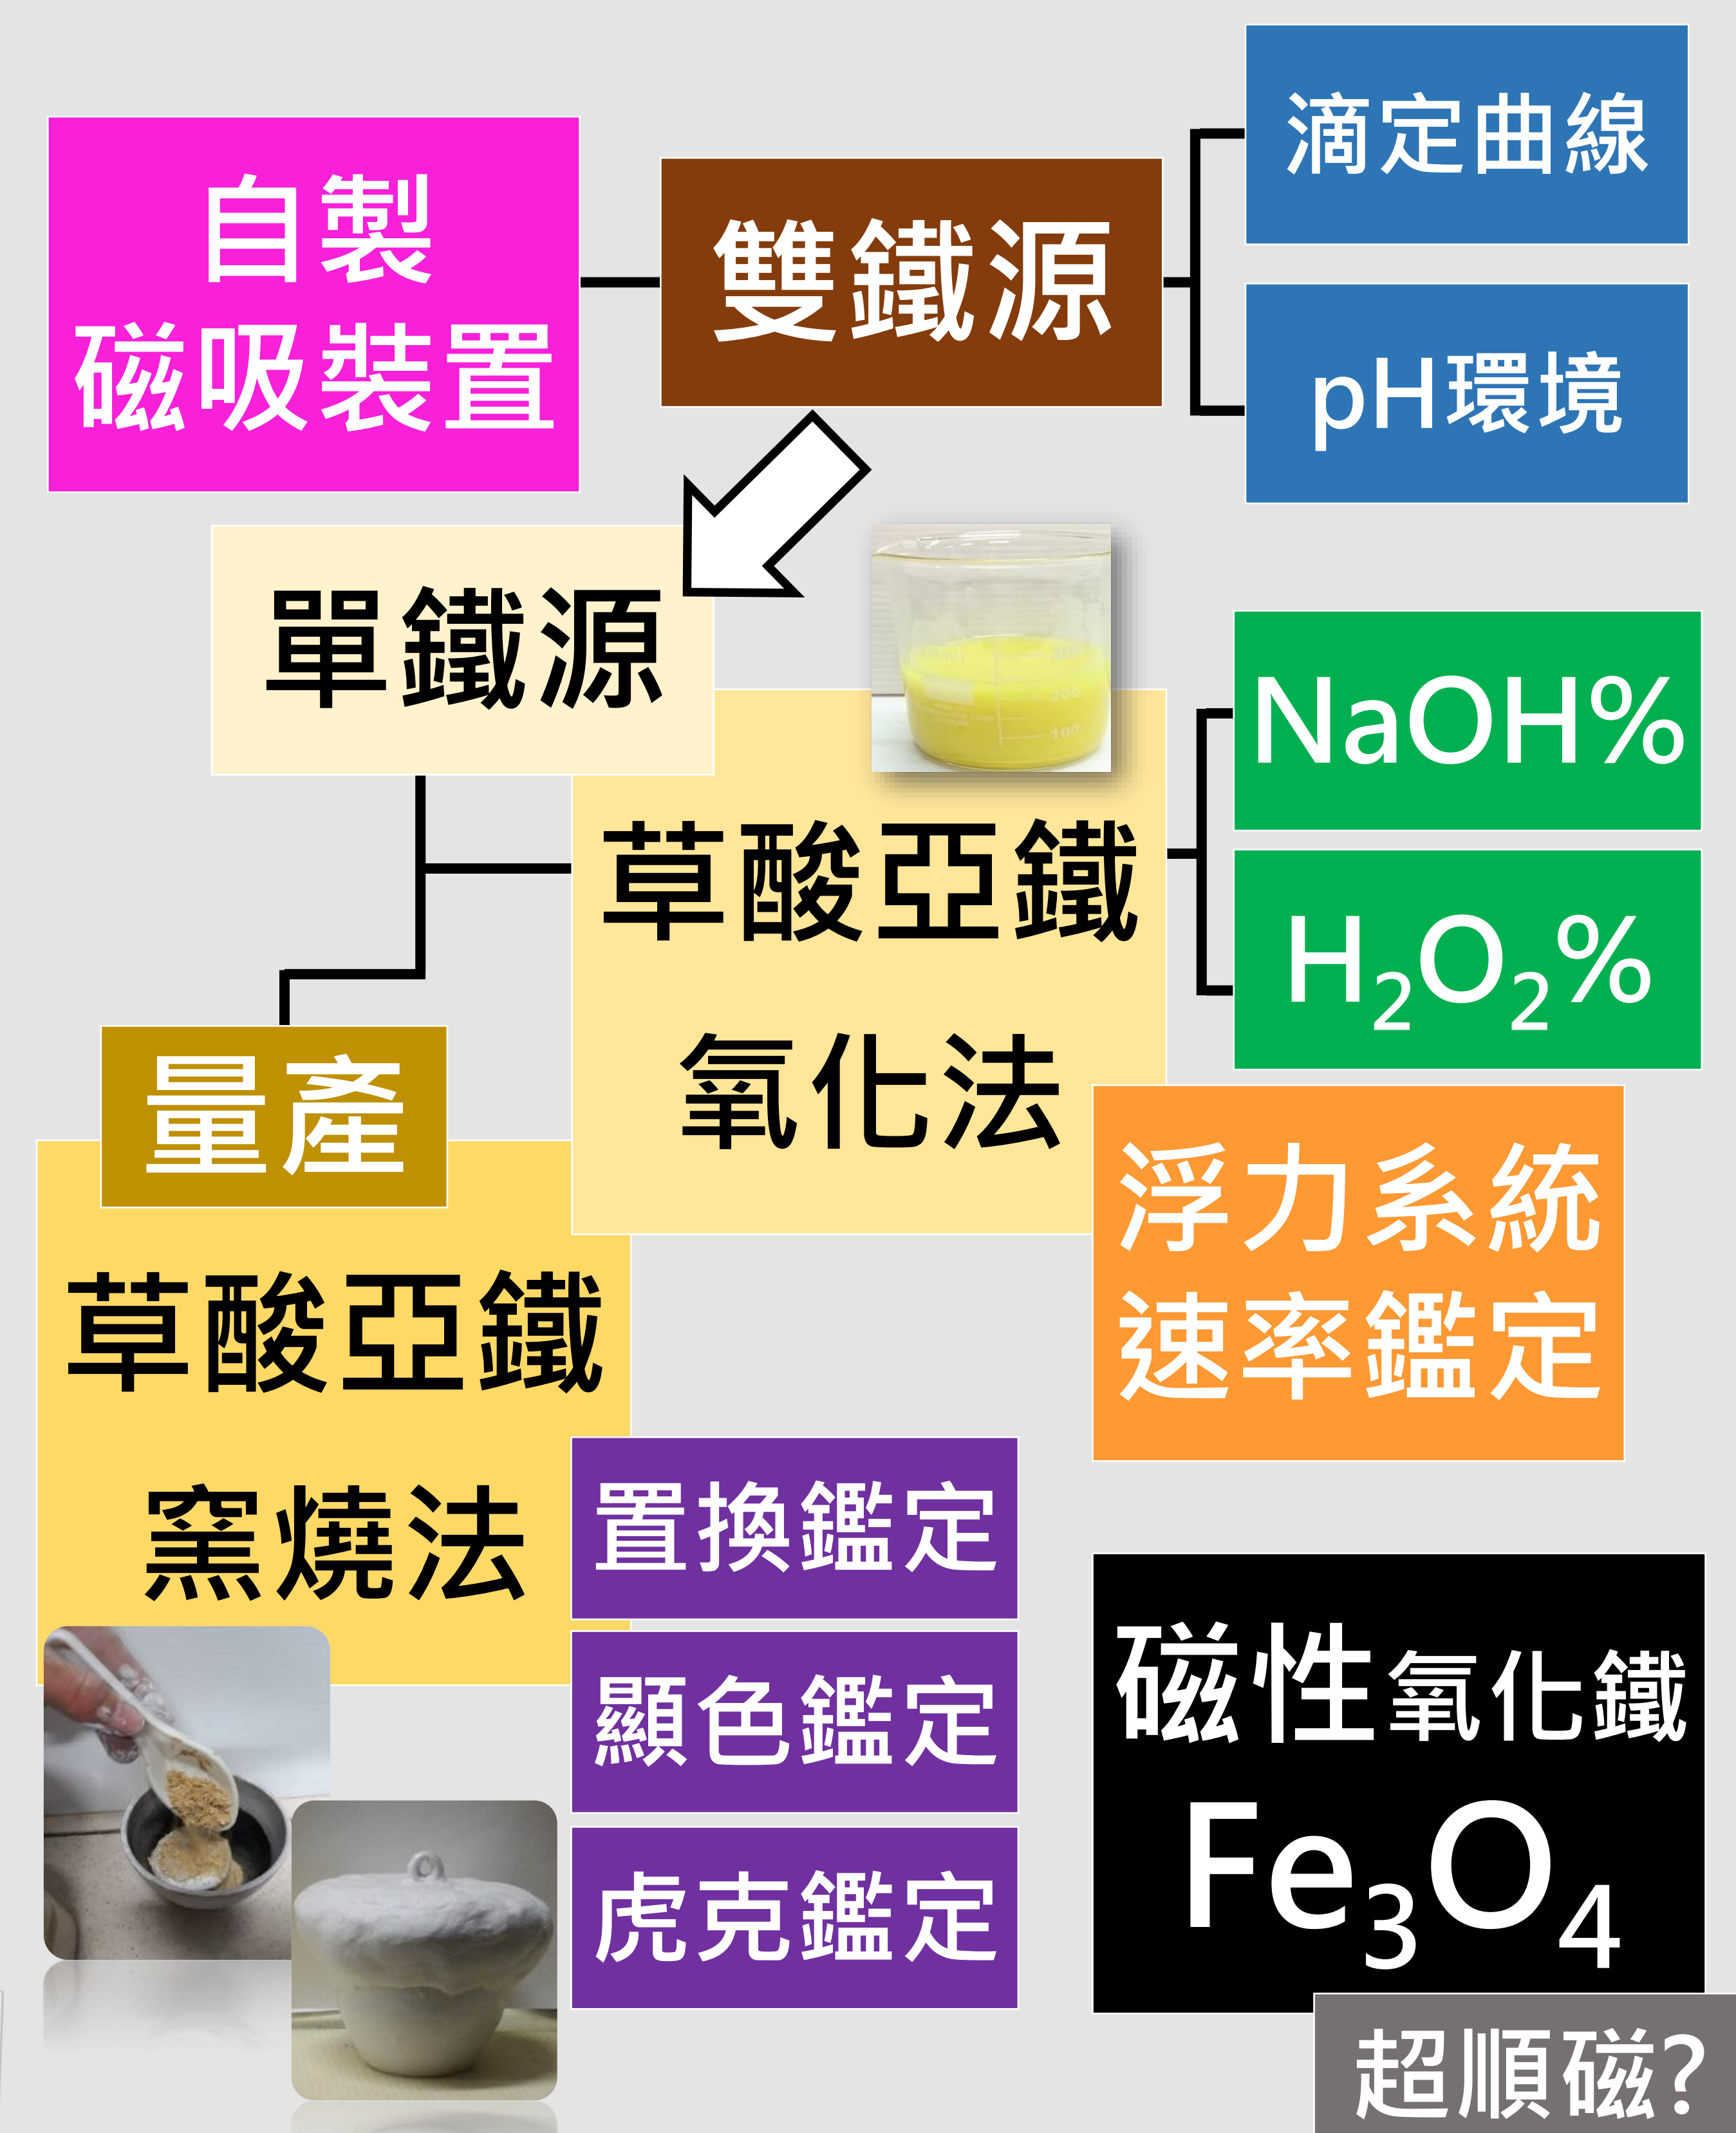 自製
磁吸裝置
雙鐵源
滴定曲線
pH環境
單鐵源
草酸亞鐵
氧化法
300
200
100
NaOH%
H₂O₂%
量產
草酸亞鐵
窯燒法
浮力系統
速率鑑定
置換鑑定
顯色鑑定
虎克鑑定
磁性氧化鐵
Fe₃O₄
超順磁?